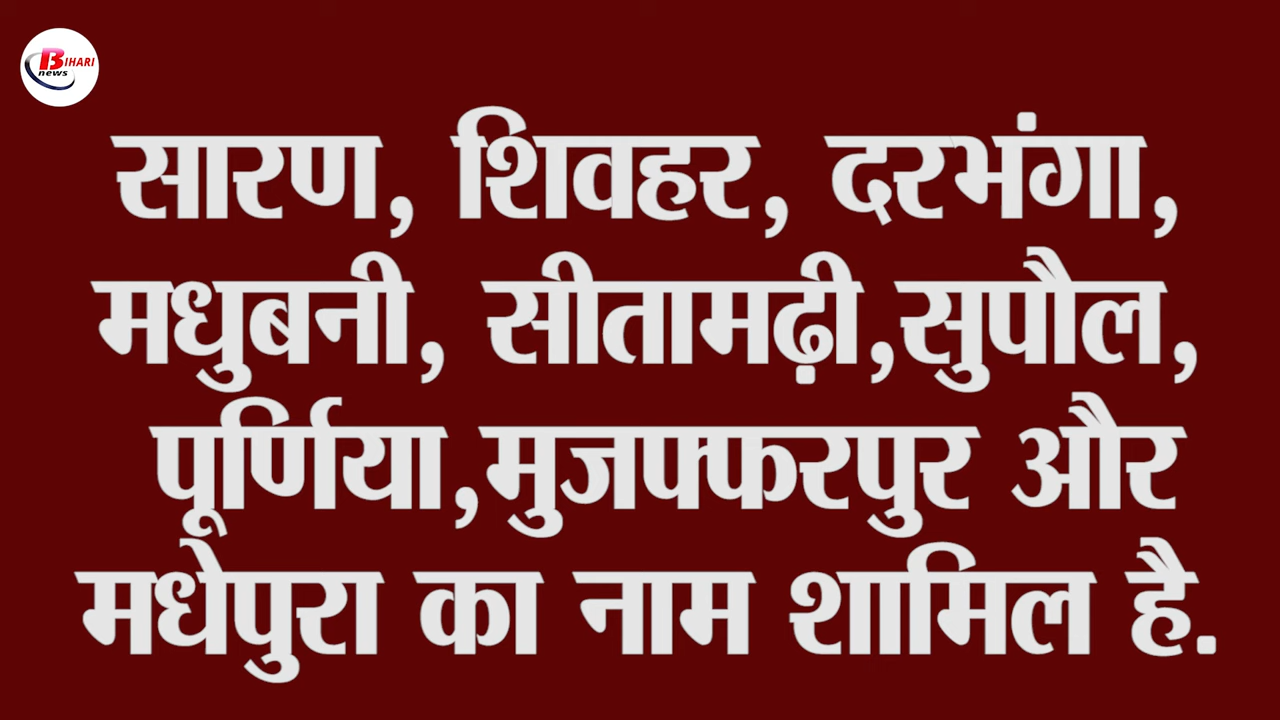 BIHARI
news
सारण, शिवहर, दरभंगा,
मधुबनी, सीतामढ़ी,सुपौल,
पूर्णिया,मुजफ्फरपुर और
मधेपुरा का नाम शामिल है.